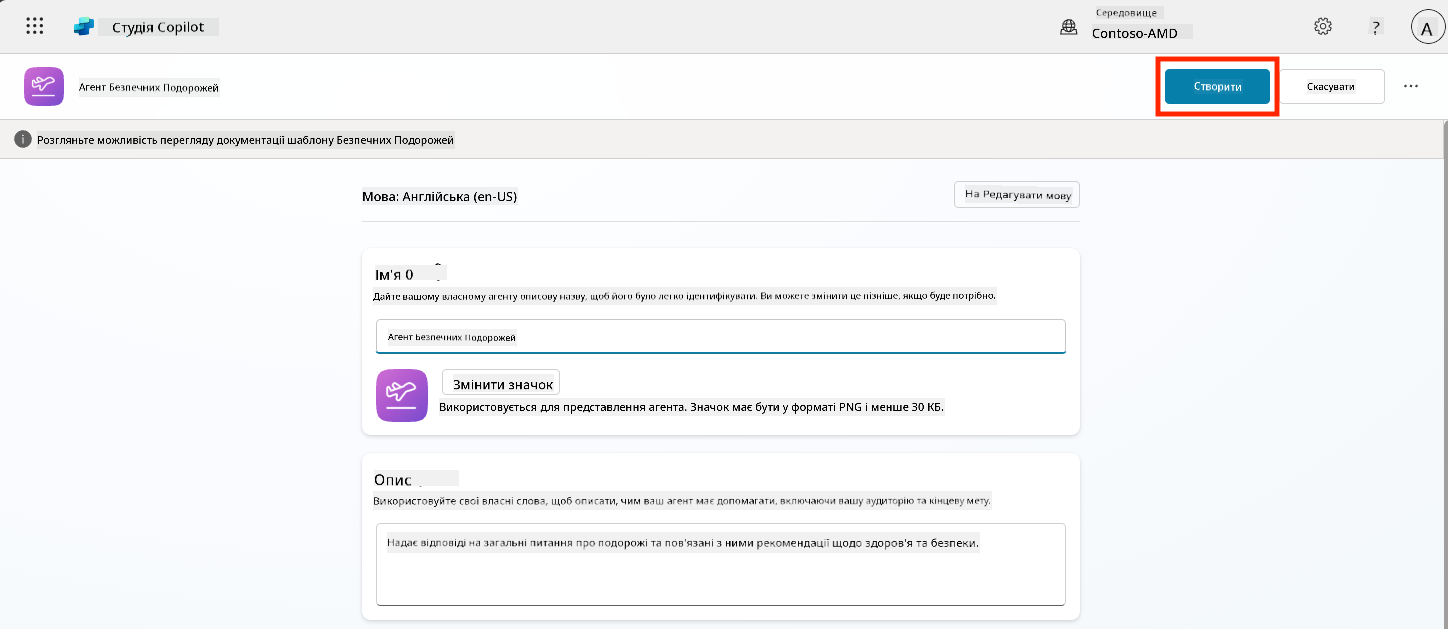 Студія Copilot
Середовище
Contoso-AMD
?
A
Агент Безпечних Подорожей
Створити
Скасувати
Розгляньте можливість перегляду документації шаблону Безпечних Подорожей
Мова: Англійська (en-US)
На Редагувати мову
Ім'я 0
Дайте вашому власному агенту описову назву, щоб його було легко ідентифікувати. Ви можете змінити це пізніше, якщо буде потрібно.
Агент Безпечних Подорожей
Змінити значок
Використовується для представлення агента. Значок має бути у форматі PNG і менше 30 КБ.
Опис
Використовуйте свої власні слова, щоб описати, чим ваш агент має допомагати, включаючи вашу аудиторію та кінцеву мету.
Надає відповіді на загальні питання про подорожі та пов'язані з ними рекомендації щодо здоров'я та безпеки.